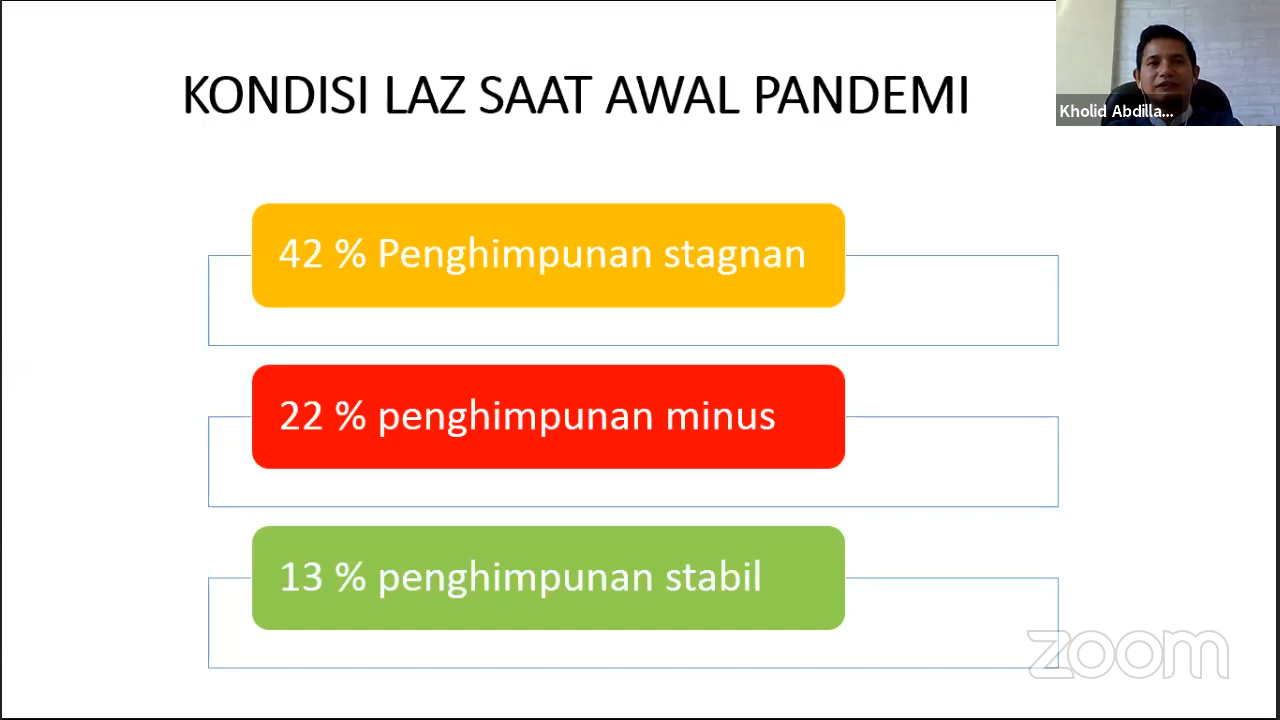 KONDISI LAZ SAAT AWAL PANDEMI
Kholid Abdilla...
42 % Penghimpunan stagnan
22 % penghimpunan minus
13 % penghimpunan stabil
zoom